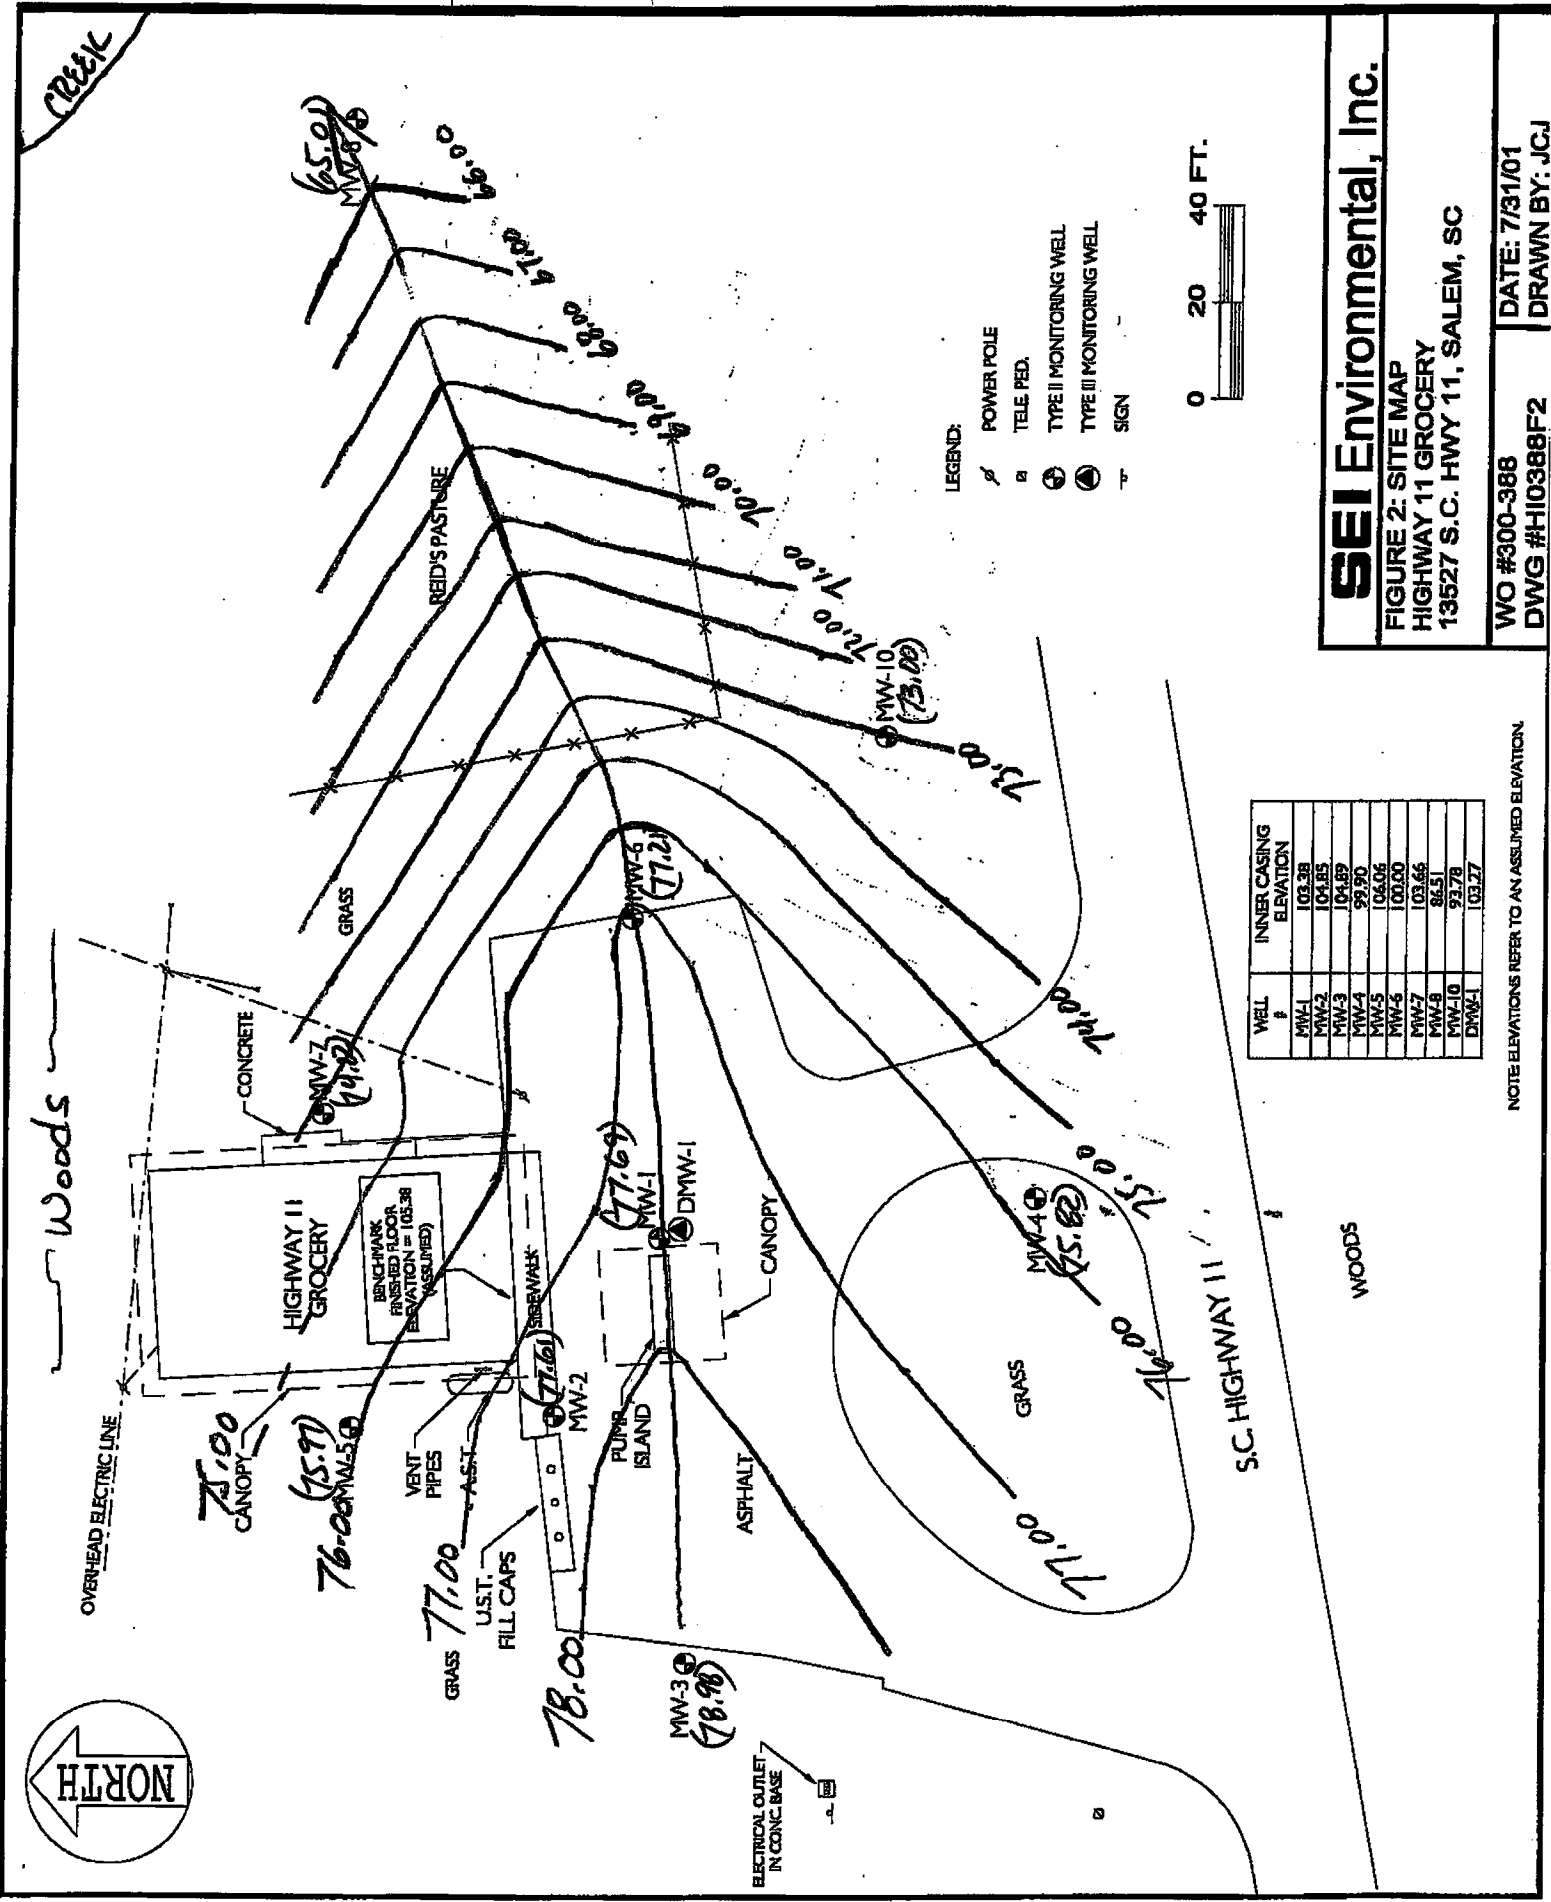 CREEK
Woods
NORTH
OVERHEAD ELECTRIC LINE
CONCRETE
GRASS
REID'S PASTURE
MW-8
(65.01)
66.00
67.00
68.00
69.00
70.00
71.00
72.00
73.00
74.00
75.00
76.00
77.00
MW-7
HIGHWAY 11
GROCERY
BENCHMARK
FINISHED FLOOR
ELEVATION = 105.38
(ASSUMED)
75.00
CANOPY
(75.97)
76.00
MW-5
VENT
PIPES
A.S.T.
77.00
GRASS
U.S.T.
FILL CAPS
SIDEWALK
(77.61)
MW-2
78.00
PUMP
ISLAND
(77.69)
MW-1
DMW-1
MW-6
(77.21)
CANOPY
ASPHALT
MW-3
(78.98)
MW-10
(73.00)
MW-4
(75.82)
GRASS
ELECTRICAL OUTLET
IN CONC. BASE
S.C. HIGHWAY 11
WOODS
LEGEND:
POWER POLE
TELE. PED.
TYPE II MONITORING WELL
TYPE III MONITORING WELL
SIGN
0 20 40 FT.
WELL # INNER CASING ELEVATION
MW-1 103.38
MW-2 104.85
MW-3 104.89
MW-4 99.90
MW-5 106.06
MW-6 100.00
MW-7 103.66
MW-8 86.51
MW-10 93.78
DMW-1 103.27
NOTE: ELEVATIONS REFER TO AN ASSUMED ELEVATION.
SEI Environmental, Inc.
FIGURE 2: SITE MAP
HIGHWAY 11 GROCERY
13527 S.C. HWY 11, SALEM, SC
WO #300-388
DATE: 7/31/01
DWG #HI0388F2
DRAWN BY: JCJ